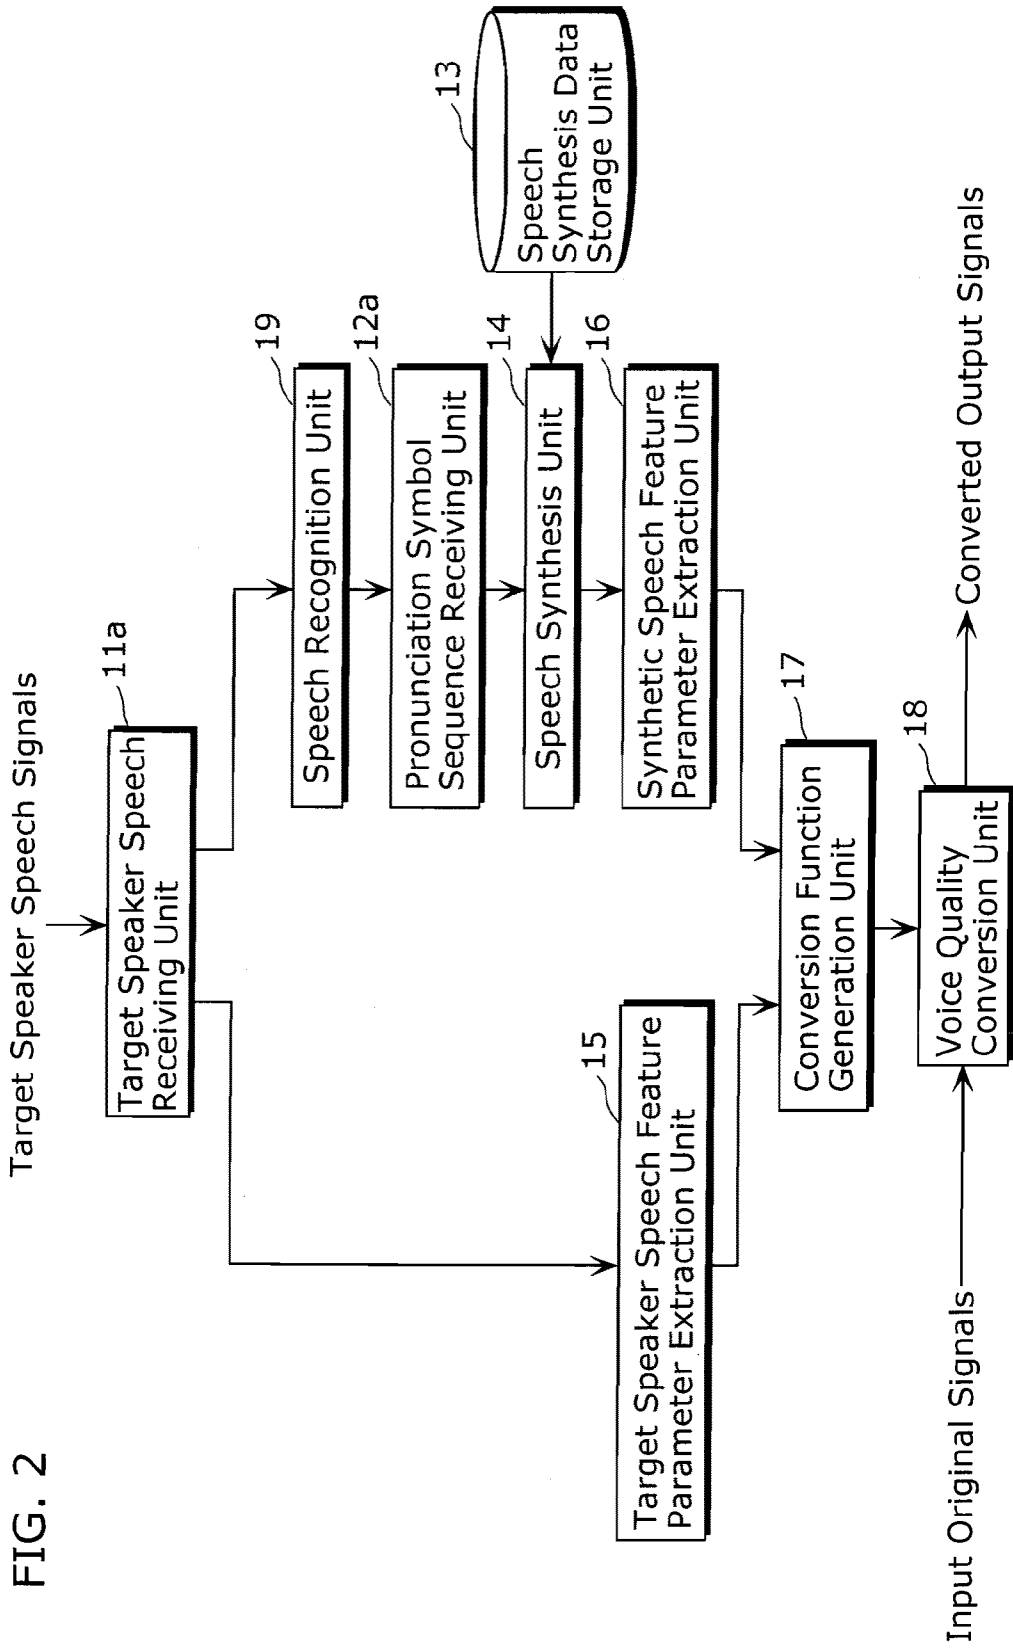 FIG. 2
Target Speaker Speech Signals
11a
Target Speaker Speech
Receiving Unit
19
Speech Recognition Unit
12a
Pronunciation Symbol
Sequence Receiving Unit
13
Speech
Synthesis Data
Storage Unit
14
Speech Synthesis Unit
15
Target Speaker Speech Feature
Parameter Extraction Unit
16
Synthetic Speech Feature
Parameter Extraction Unit
17
Conversion Function
Generation Unit
Input Original Signals
18
Voice Quality
Conversion Unit
Converted Output Signals